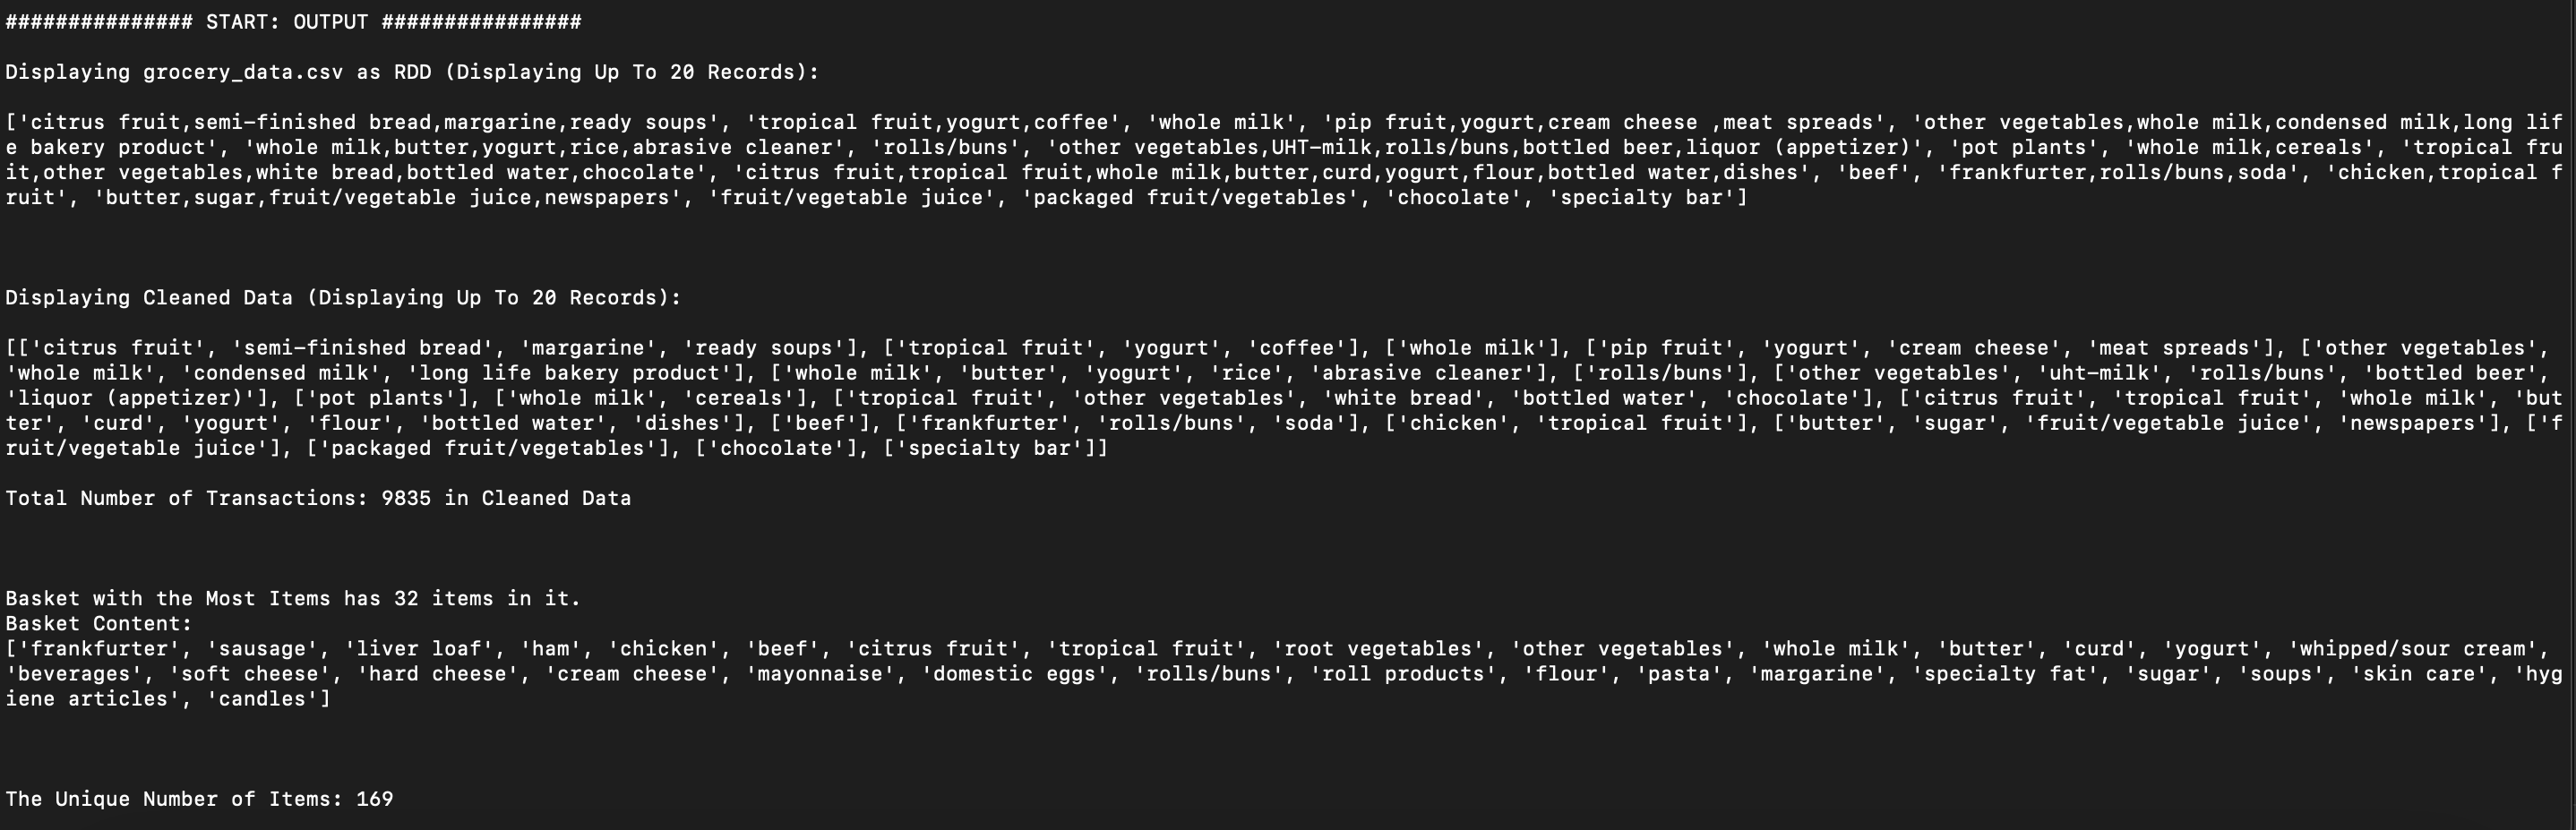 ############### START: OUTPUT ################
Displaying grocery_data.csv as RDD (Displaying Up To 20 Records):
['citrus fruit,semi-finished bread,margarine,ready soups', 'tropical fruit,yogurt,coffee', 'whole milk', 'pip fruit,yogurt,cream cheese ,meat spreads', 'other vegetables,whole milk,condensed milk,long lif
e bakery product', 'whole milk,butter,yogurt,rice,abrasive cleaner', 'rolls/buns', 'other vegetables,UHT-milk,rolls/buns,bottled beer,liquor (appetizer)', 'pot plants', 'whole milk,cereals', 'tropical fru
it,other vegetables,white bread,bottled water,chocolate', 'citrus fruit,tropical fruit,whole milk,butter,curd,yogurt,flour,bottled water,dishes', 'beef', 'frankfurter,rolls/buns,soda', 'chicken,tropical f
ruit', 'butter,sugar,fruit/vegetable juice,newspapers', 'fruit/vegetable juice', 'packaged fruit/vegetables', 'chocolate', 'specialty bar']
Displaying Cleaned Data (Displaying Up To 20 Records):
[['citrus fruit', 'semi-finished bread', 'margarine', 'ready soups'], ['tropical fruit', 'yogurt', 'coffee'], ['whole milk'], ['pip fruit', 'yogurt', 'cream cheese', 'meat spreads'], ['other vegetables',
'whole milk', 'condensed milk', 'long life bakery product'], ['whole milk', 'butter', 'yogurt', 'rice', 'abrasive cleaner'], ['rolls/buns'], ['other vegetables', 'uht-milk', 'rolls/buns', 'bottled beer',
'liquor (appetizer)'], ['pot plants'], ['whole milk', 'cereals'], ['tropical fruit', 'other vegetables', 'white bread', 'bottled water', 'chocolate'], ['citrus fruit', 'tropical fruit', 'whole milk', 'but
ter', 'curd', 'yogurt', 'flour', 'bottled water', 'dishes'], ['beef'], ['frankfurter', 'rolls/buns', 'soda'], ['chicken', 'tropical fruit'], ['butter', 'sugar', 'fruit/vegetable juice', 'newspapers'], ['f
ruit/vegetable juice'], ['packaged fruit/vegetables'], ['chocolate'], ['specialty bar']]
Total Number of Transactions: 9835 in Cleaned Data
Basket with the Most Items has 32 items in it.
Basket Content:
['frankfurter', 'sausage', 'liver loaf', 'ham', 'chicken', 'beef', 'citrus fruit', 'tropical fruit', 'root vegetables', 'other vegetables', 'whole milk', 'butter', 'curd', 'yogurt', 'whipped/sour cream',
'beverages', 'soft cheese', 'hard cheese', 'cream cheese', 'mayonnaise', 'domestic eggs', 'rolls/buns', 'roll products', 'flour', 'pasta', 'margarine', 'specialty fat', 'sugar', 'soups', 'skin care', 'hyg
iene articles', 'candles']
The Unique Number of Items: 169